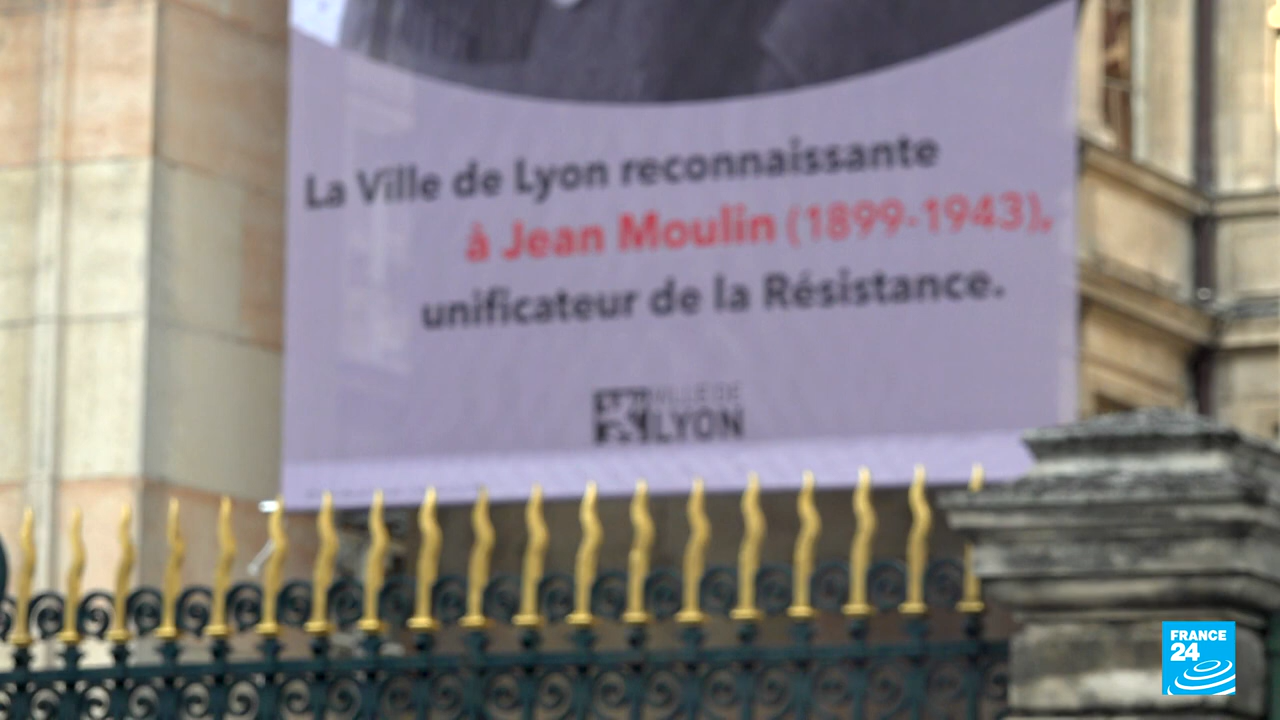 La Ville de Lyon reconnaissante
à Jean Moulin (1899-1943),
unificateur de la Résistance.
VILLE DE
LYON
FRANCE
24